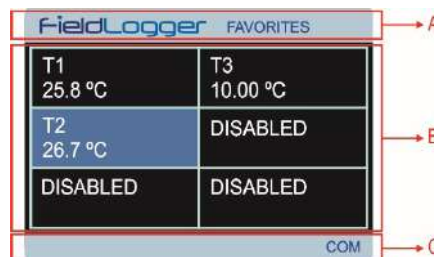 FieldLogger FAVORITES
A
T1
25.8 ºC
T3
10.00 ºC
T2
26.7 ºC
DISABLED
B
DISABLED
DISABLED
COM
C